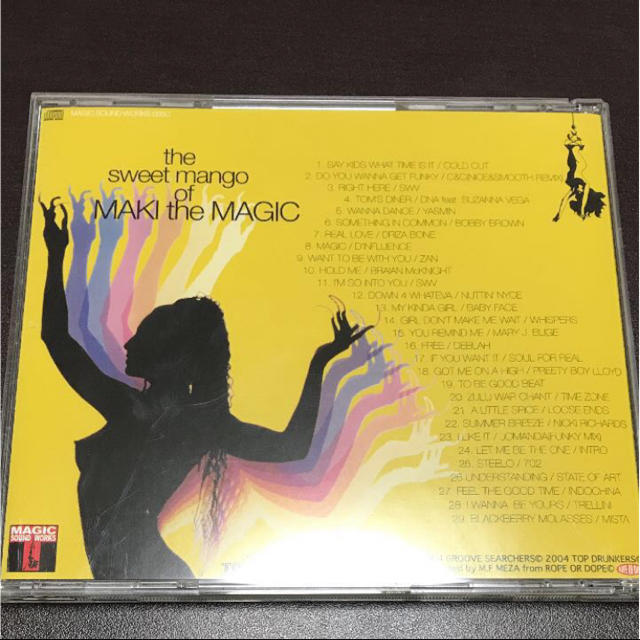 MAGIC SOUND WORKS
the
sweet mango
of
MAKI the MAGIC
1. SAY KIDS WHAT TIME IS IT / COLD OUT
2. DO YOU WANNA GET FUNKY / C&C(NICE&SMOOTH REMIX)
3. RIGHT HERE / SWV
4. TOM'S DINER / DNA feat. SUZANNA VEGA
5. WANNA DANCE / YASMIN
6. SOMETHING IN COMMON / BOBBY BROWN
7. REAL LOVE / DRIZA BONE
8. MAGIC / D'INFLUENCE
9. WANT TO BE WITH YOU / ZAN
10. HOLD ME / BRAIAN McKNIGHT
11. I'M SO INTO YOU / SWV
12. DOWN 4 WHATEVA / NUTTIN' NYCE
13. MY KINDA GIRL / BABY FACE
14. GIRL DON'T MAKE ME WAIT / WHISPERS
15. YOU REMIND ME / MARY J. BLIGE
16. FREE / DEBLAH
17. IF YOU WANT IT / SOUL FOR REAL
18. GOT ME ON A HIGH / PREETY BOY LLOYD
19. TO BE GOOD BEAT
20. ZULU WAR CHANT / TIME ZONE
21. A LITTLE SPICE / LOOSE ENDS
22. SUMMER BREEZE / NICKI RICHARDS
23. I LIKE IT / JOMANDA(FUNKY MIX)
24. LET ME BE THE ONE / INTRO
25. STEELO / 702
26. UNDERSTANDING / STATE OF ART
27. FEEL THE GOOD TIME / INDOCHINA
28. I WANNA BE YOURS / TRELLINI
29. BLACKBERRY MOLASSES / MISTA
MAGIC
SOUND WORKS
GROOVE SEARCHERS© 2004 TOP DRUNKERS©
by M.F MEZA from ROPE OR DOPE©